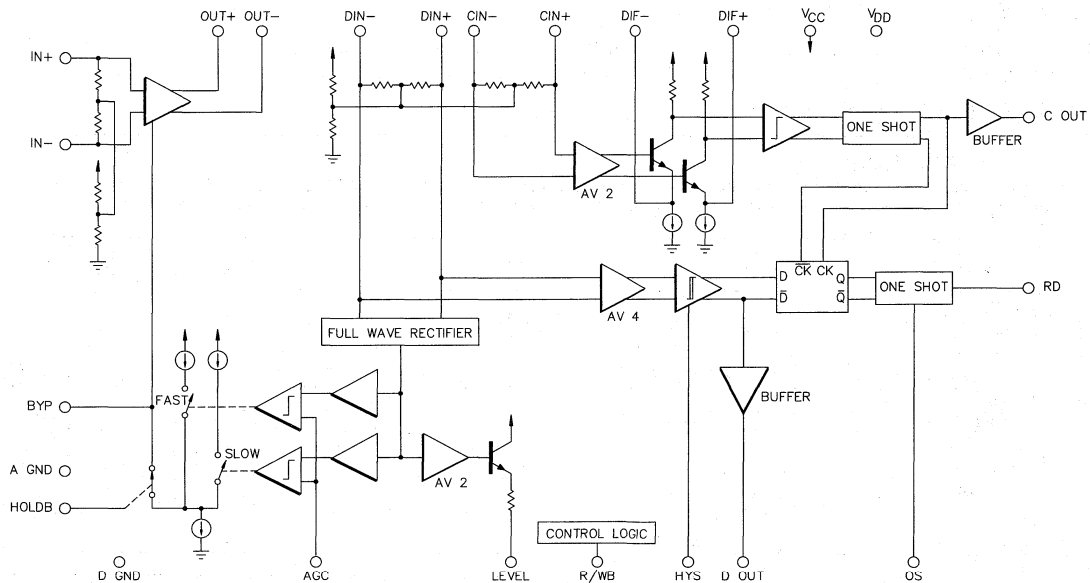 OUT+ OUT− DIN− DIN+ CIN− CIN+ DIF− DIF+ VCC VDD
IN+
IN−
ONE SHOT
C OUT
BUFFER
AV 2
D C̅K̅ CK Q
D̅ Q̅
ONE SHOT
RD
AV 4
FULL WAVE RECTIFIER
BUFFER
FAST
BYP
SLOW
A GND
AV 2
HOLDB
CONTROL LOGIC
D GND AGC LEVEL R/WB HYS D OUT OS